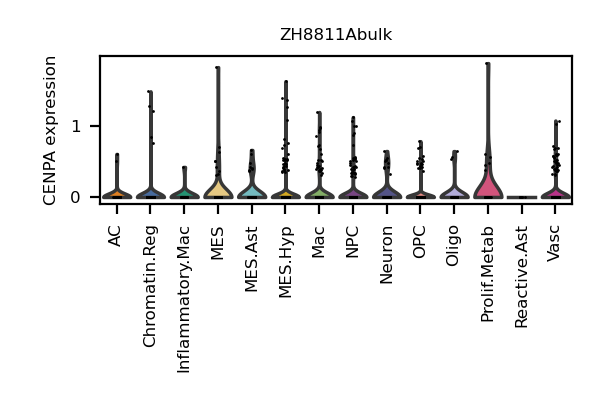 ZH8811Abulk
CENPA expression
1
0
AC
Chromatin.Reg
Inflammatory.Mac
MES
MES.Ast
MES.Hyp
Mac
NPC
Neuron
OPC
Oligo
Prolif.Metab
Reactive.Ast
Vasc